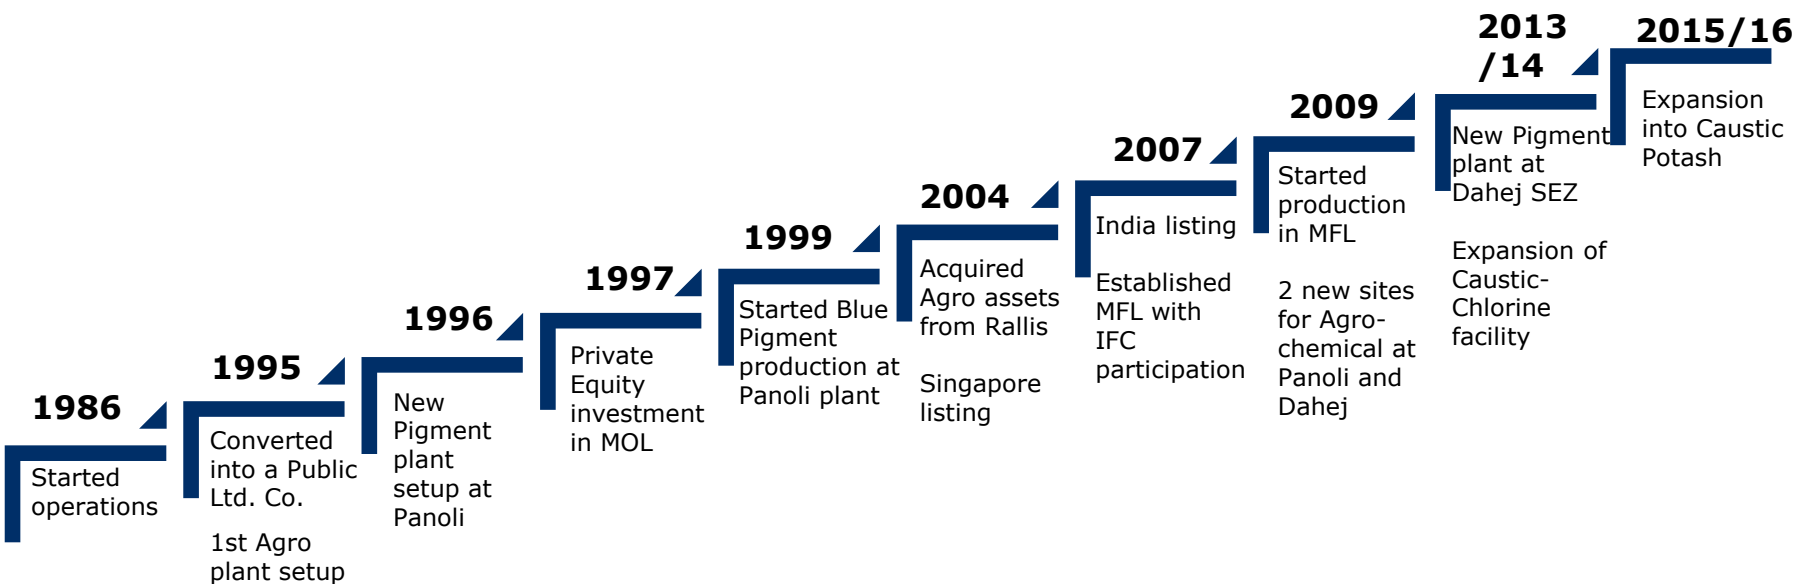 1986
Started
operations
1995
Converted
into a Public
Ltd. Co.
1st Agro
plant setup
1996
New
Pigment
plant
setup at
Panoli
1997
Private
Equity
investment
in MOL
1999
Started Blue
Pigment
production at
Panoli plant
2004
Acquired
Agro assets
from Rallis
Singapore
listing
2007
India listing
Established
MFL with
IFC
participation
2009
Started
production
in MFL
2 new sites
for Agro-
chemical at
Panoli and
Dahej
2013
/14
New Pigment
plant at
Dahej SEZ
Expansion of
Caustic-
Chlorine
facility
2015/16
Expansion
into Caustic
Potash